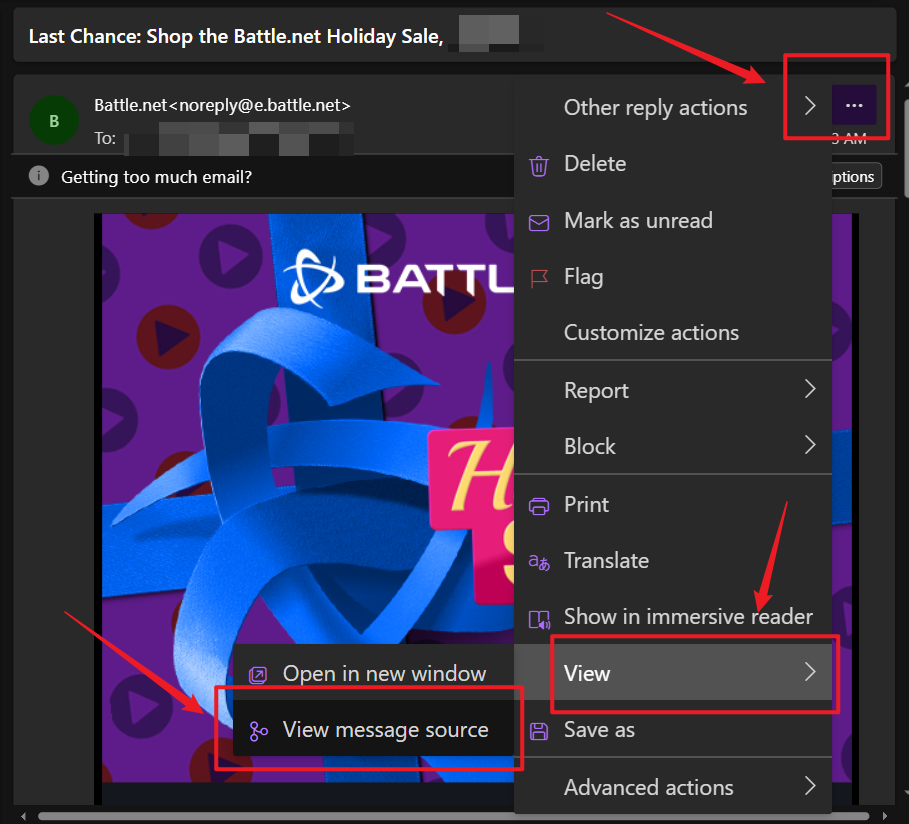 Last Chance: Shop the Battle.net Holiday Sale,
B
Battle.net<noreply@e.battle.net>
To:
3 AM
Getting too much email?
ptions
BATTL
H
S
Other reply actions
Delete
Mark as unread
Flag
Customize actions
Report
Block
Print
Translate
Show in immersive reader
View
Save as
Advanced actions
Open in new window
View message source